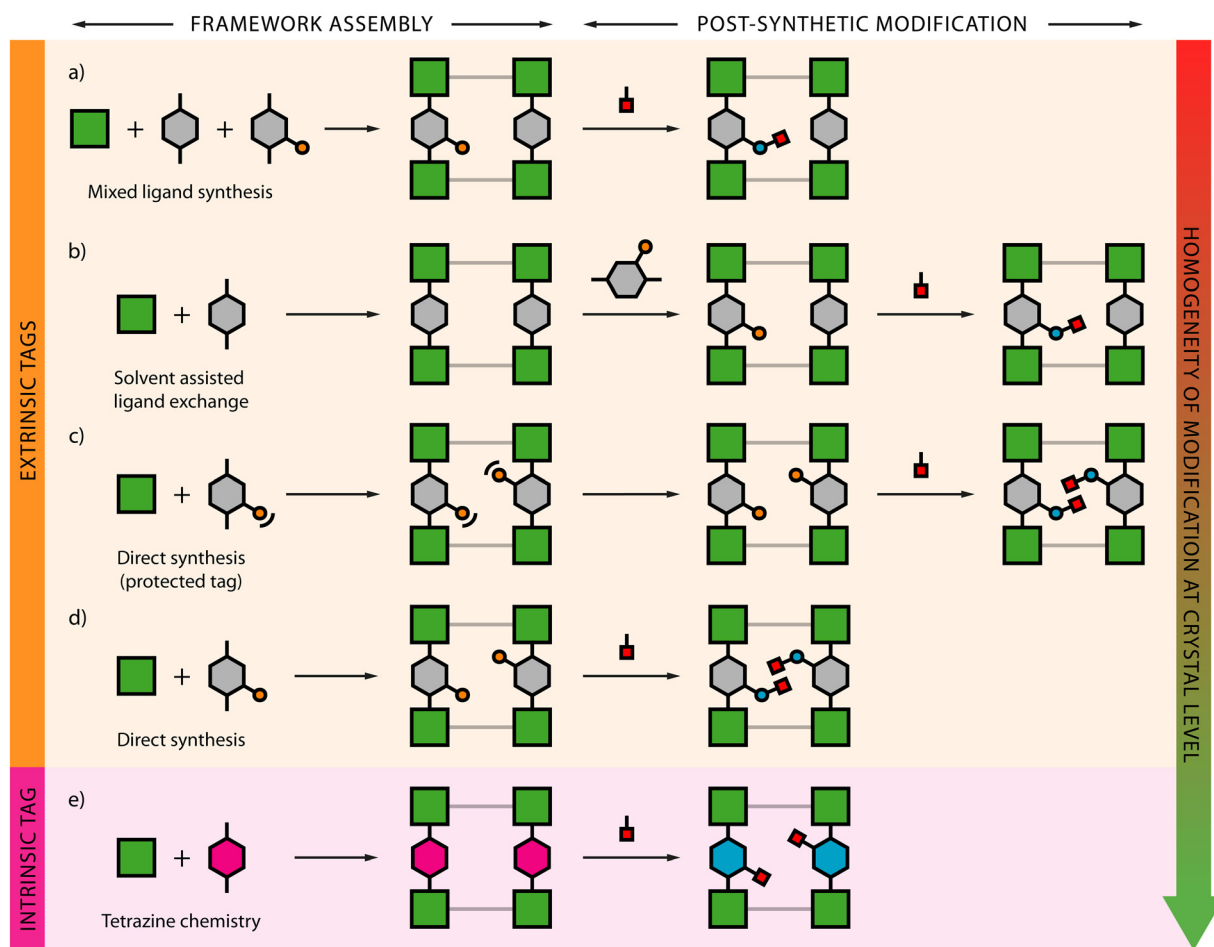 FRAMEWORK ASSEMBLY
POST-SYNTHETIC MODIFICATION
EXTRINSIC TAGS
a)
+
+
Mixed ligand synthesis
b)
+
Solvent assisted
ligand exchange
c)
+
Direct synthesis
(protected tag)
d)
+
Direct synthesis
INTRINSIC TAG
e)
+
Tetrazine chemistry
HOMOGENEITY OF MODIFICATION AT CRYSTAL LEVEL